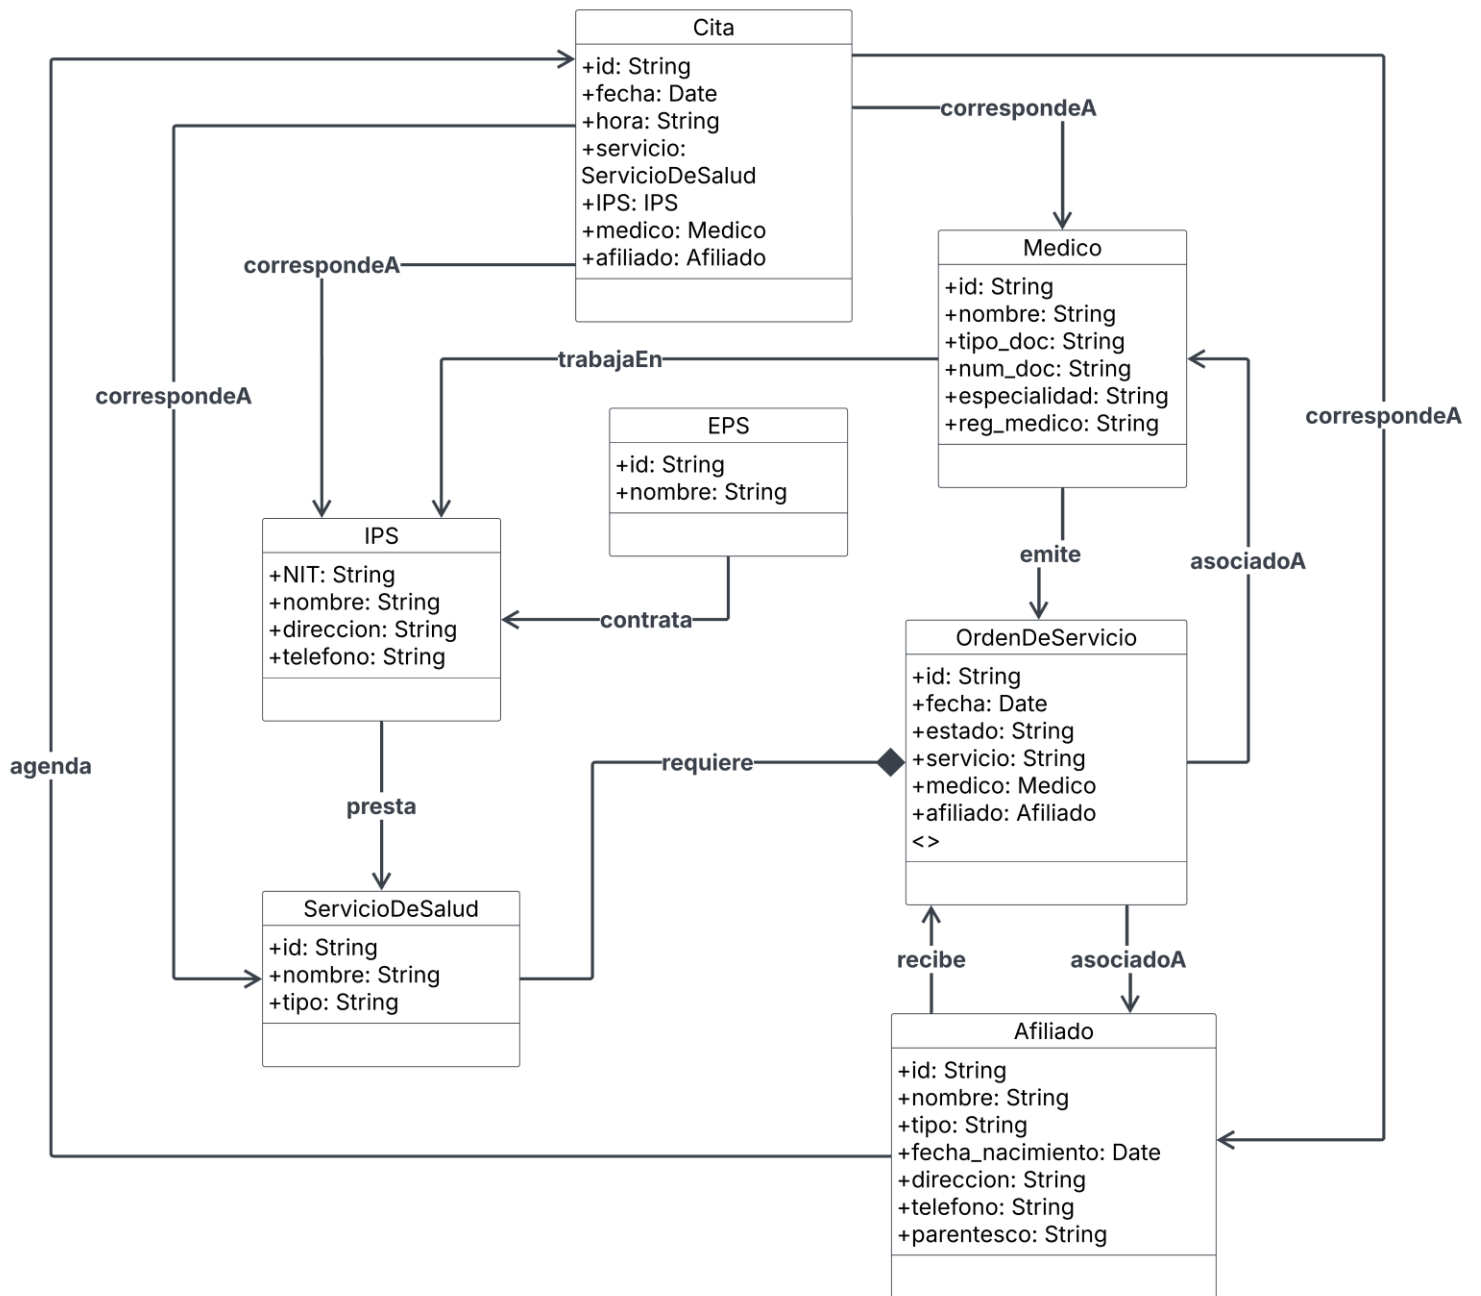 Cita
+id: String
+fecha: Date
+hora: String
+servicio:
ServicioDeSalud
+IPS: IPS
+medico: Medico
+afiliado: Afiliado
correspondeA
Medico
+id: String
+nombre: String
+tipo_doc: String
+num_doc: String
+especialidad: String
+reg_medico: String
correspondeA
trabajaEn
correspondeA
correspondeA
EPS
+id: String
+nombre: String
IPS
+NIT: String
+nombre: String
+direccion: String
+telefono: String
contrata
emite
asociadoA
OrdenDeServicio
+id: String
+fecha: Date
+estado: String
+servicio: String
+medico: Medico
+afiliado: Afiliado
<>
agenda
presta
requiere
ServicioDeSalud
+id: String
+nombre: String
+tipo: String
recibe
asociadoA
Afiliado
+id: String
+nombre: String
+tipo: String
+fecha_nacimiento: Date
+direccion: String
+telefono: String
+parentesco: String